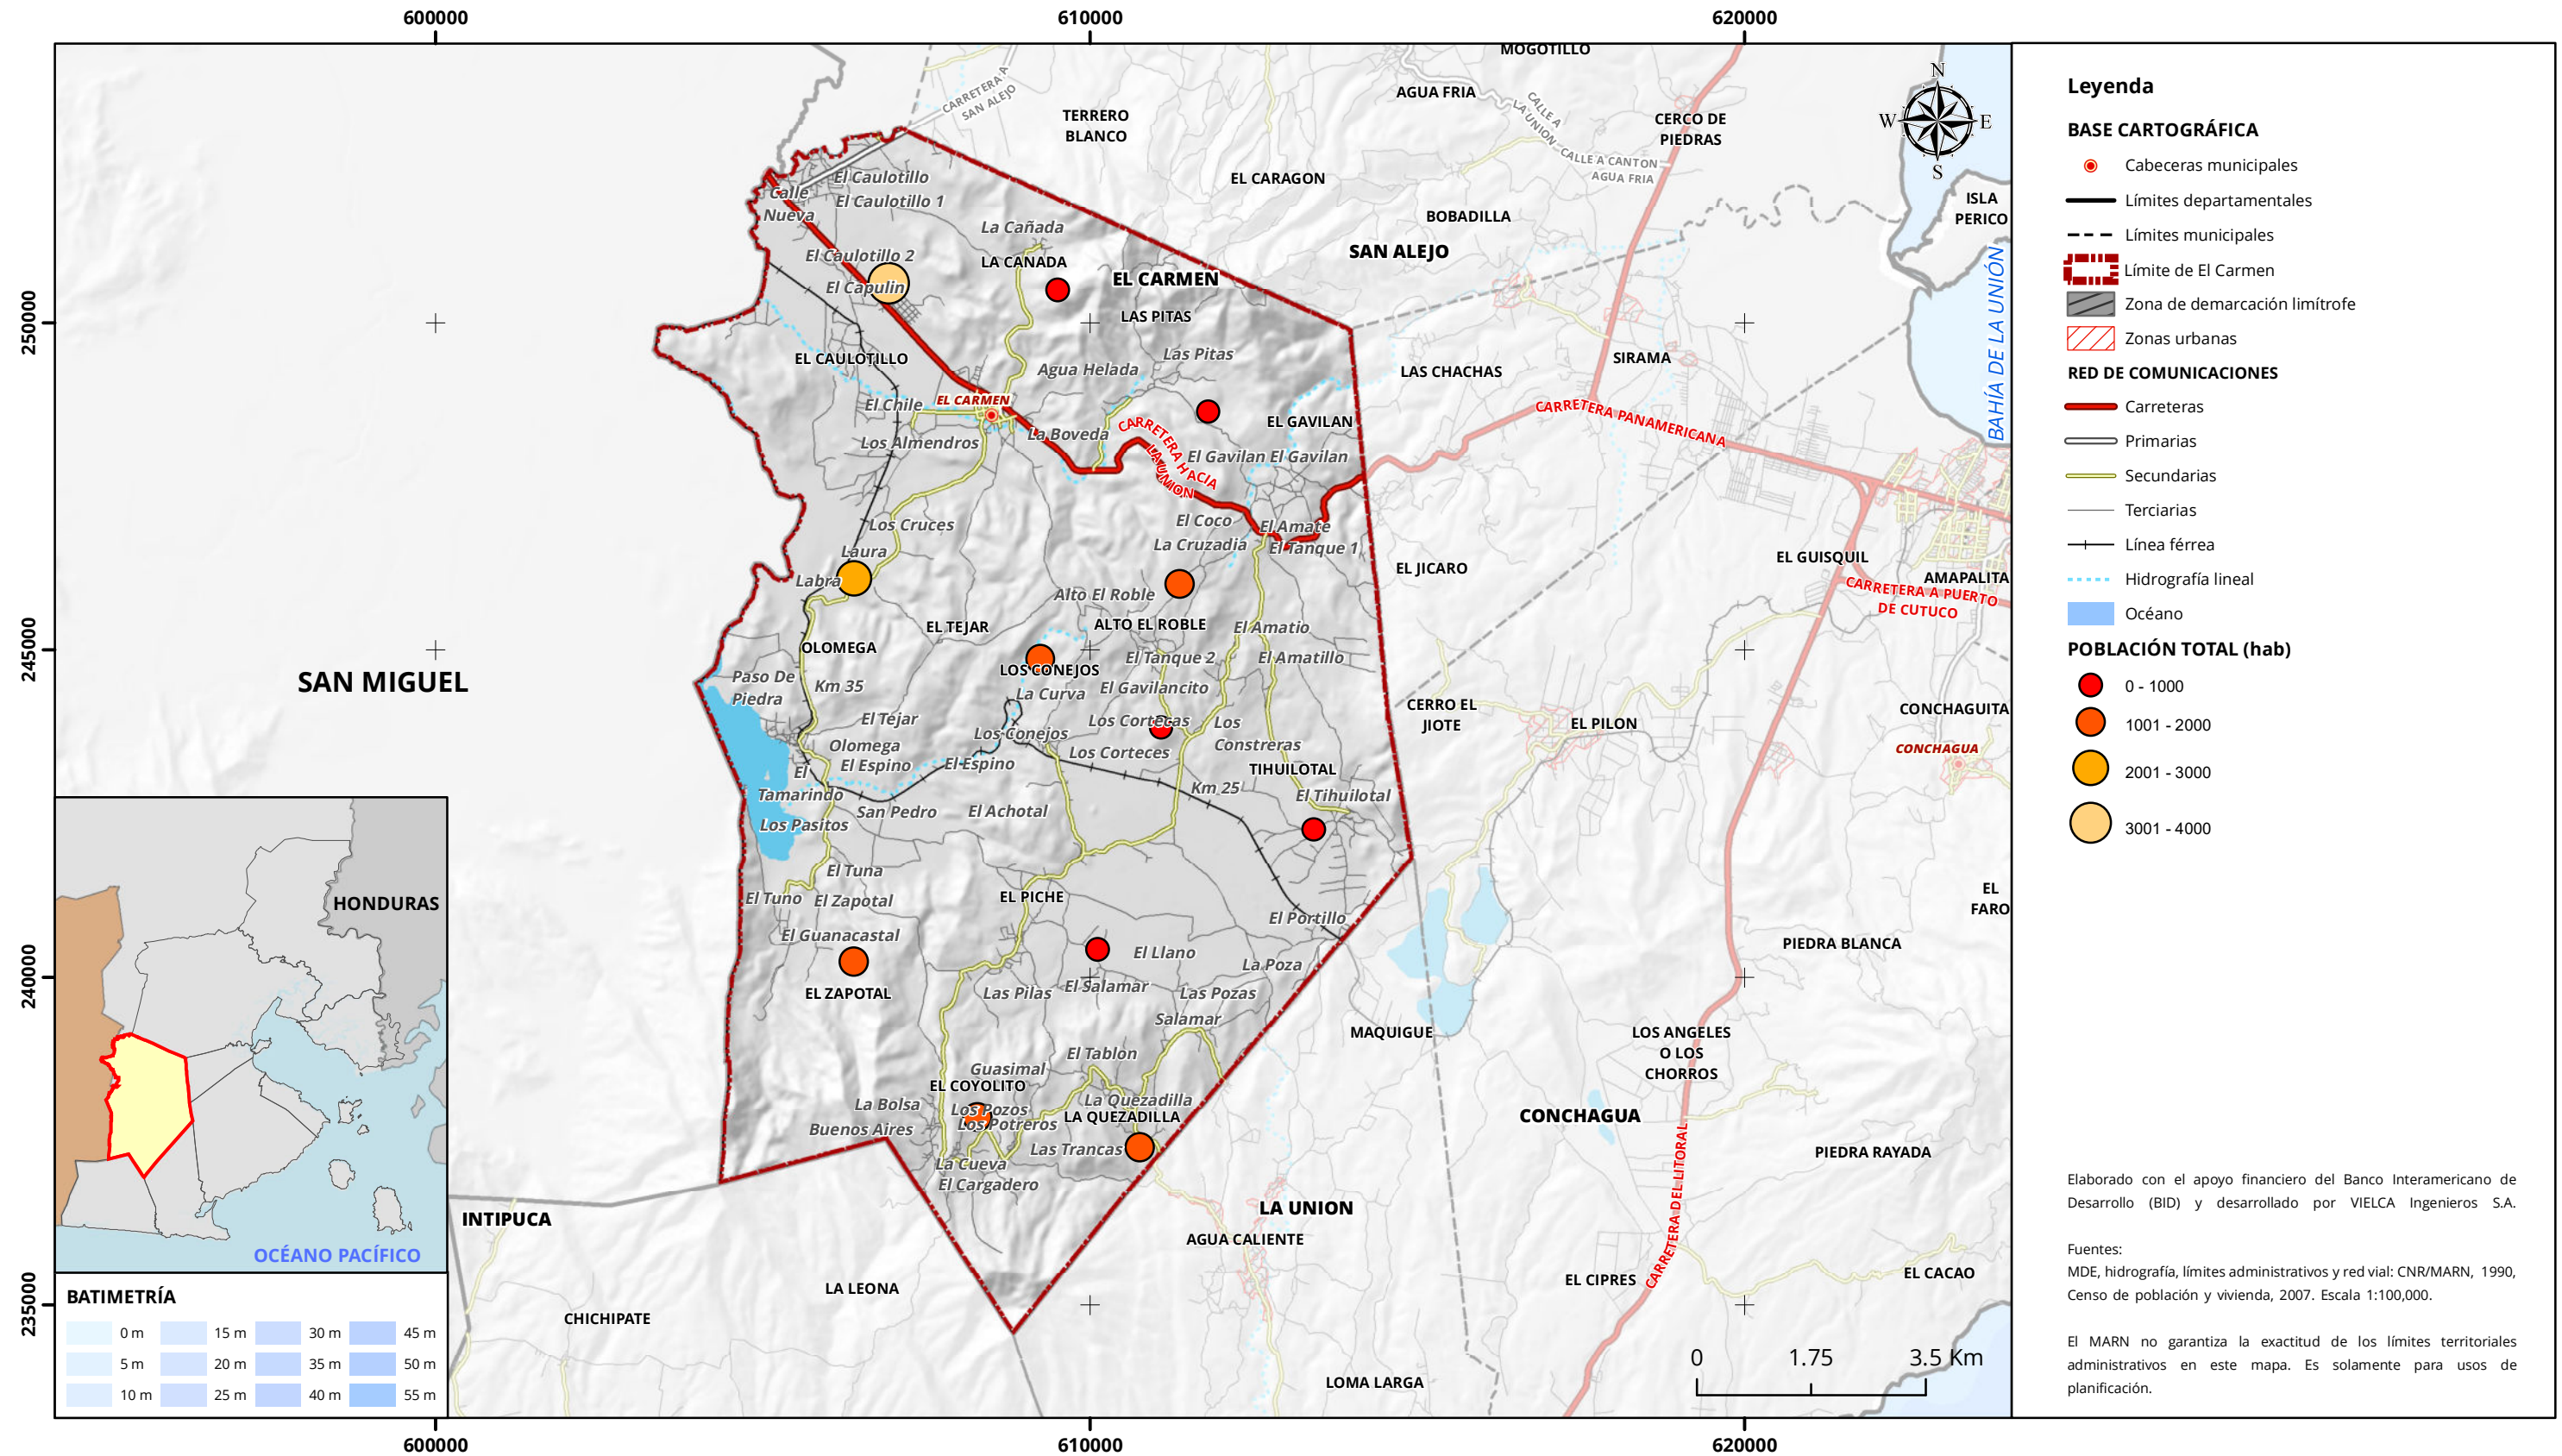 600000
610000
620000
250000
245000
240000
235000
600000
610000
620000
MOGOTILLO
AGUA FRIA
CARRETERA A
SAN ALEJO
TERRERO
BLANCO
CALLE A
LA UNION
CALLE A CANTON
AGUA FRIA
CERCO DE
PIEDRAS
N
W
E
S
EL CARAGON
BOBADILLA
ISLA
PERICO
SAN ALEJO
BAHÍA DE LA UNIÓN
El Caulotillo
Calle
Nueva
El Caulotillo 1
La Cañada
El Caulotillo 2
LA CANADA
EL CARMEN
El Capulin
LAS PITAS
EL CAULOTILLO
Las Pitas
Agua Helada
LAS CHACHAS
SIRAMA
El Chile
EL CARMEN
CARRETERA PANAMERICANA
EL GAVILAN
Los Almendros
La Boveda
CARRETERA HACIA
LA UNION
El Gavilan
El Gavilan
Los Cruces
El Coco
El Amate
Laura
La Cruzadia
El Tanque 1
EL GUISQUIL
EL JICARO
Labra
AMAPALITA
CARRETERA A PUERTO
DE CUTUCO
Alto El Roble
EL TEJAR
ALTO EL ROBLE
El Amatio
OLOMEGA
LOS CONEJOS
El Tanque 2
El Amatillo
SAN MIGUEL
Paso De
Piedra
Km 35
La Curva
El Gavilancito
CERRO EL
JIOTE
CONCHAGUITA
El Tejar
Los Corteras
Los
Constreras
EL PILON
Los Conejos
Olomega
Los Corteces
CONCHAGUA
El Espino
El Espino
El
Tamarindo
TIHUILOTAL
Km 25
El Tihuilotal
San Pedro
El Achotal
Los Pasitos
El Tuna
El Tuno
El Zapotal
EL PICHE
EL
FARO
El Portillo
El Guanacastal
El Llano
La Poza
PIEDRA BLANCA
EL ZAPOTAL
Las Pilas
El Salamar
Las Pozas
Salamar
MAQUIGUE
LOS ANGELES
O LOS
CHORROS
El Tablon
Guasimal
EL COYOLITO
La Bolsa
Los Pozos
La Quezadilla
LA QUEZADILLA
CONCHAGUA
Los Potreros
Buenos Aires
Las Trancas
PIEDRA RAYADA
La Cueva
El Cargadero
CARRETERA DEL LITORAL
INTIPUCA
LA UNION
AGUA CALIENTE
LA LEONA
EL CIPRES
EL CACAO
CHICHIPATE
LOMA LARGA
0 1.75 3.5 Km
HONDURAS
OCÉANO PACÍFICO
BATIMETRÍA
0 m 15 m 30 m 45 m
5 m 20 m 35 m 50 m
10 m 25 m 40 m 55 m
Leyenda
BASE CARTOGRÁFICA
Cabeceras municipales
Límites departamentales
Límites municipales
Límite de El Carmen
Zona de demarcación limítrofe
Zonas urbanas
RED DE COMUNICACIONES
Carreteras
Primarias
Secundarias
Terciarias
Línea férrea
Hidrografía lineal
Océano
POBLACIÓN TOTAL (hab)
0 - 1000
1001 - 2000
2001 - 3000
3001 - 4000
Elaborado con el apoyo financiero del Banco Interamericano de
Desarrollo (BID) y desarrollado por VIELCA Ingenieros S.A.
Fuentes:
MDE, hidrografía, límites administrativos y red vial: CNR/MARN, 1990,
Censo de población y vivienda, 2007. Escala 1:100,000.
El MARN no garantiza la exactitud de los límites territoriales
administrativos en este mapa. Es solamente para usos de
planificación.